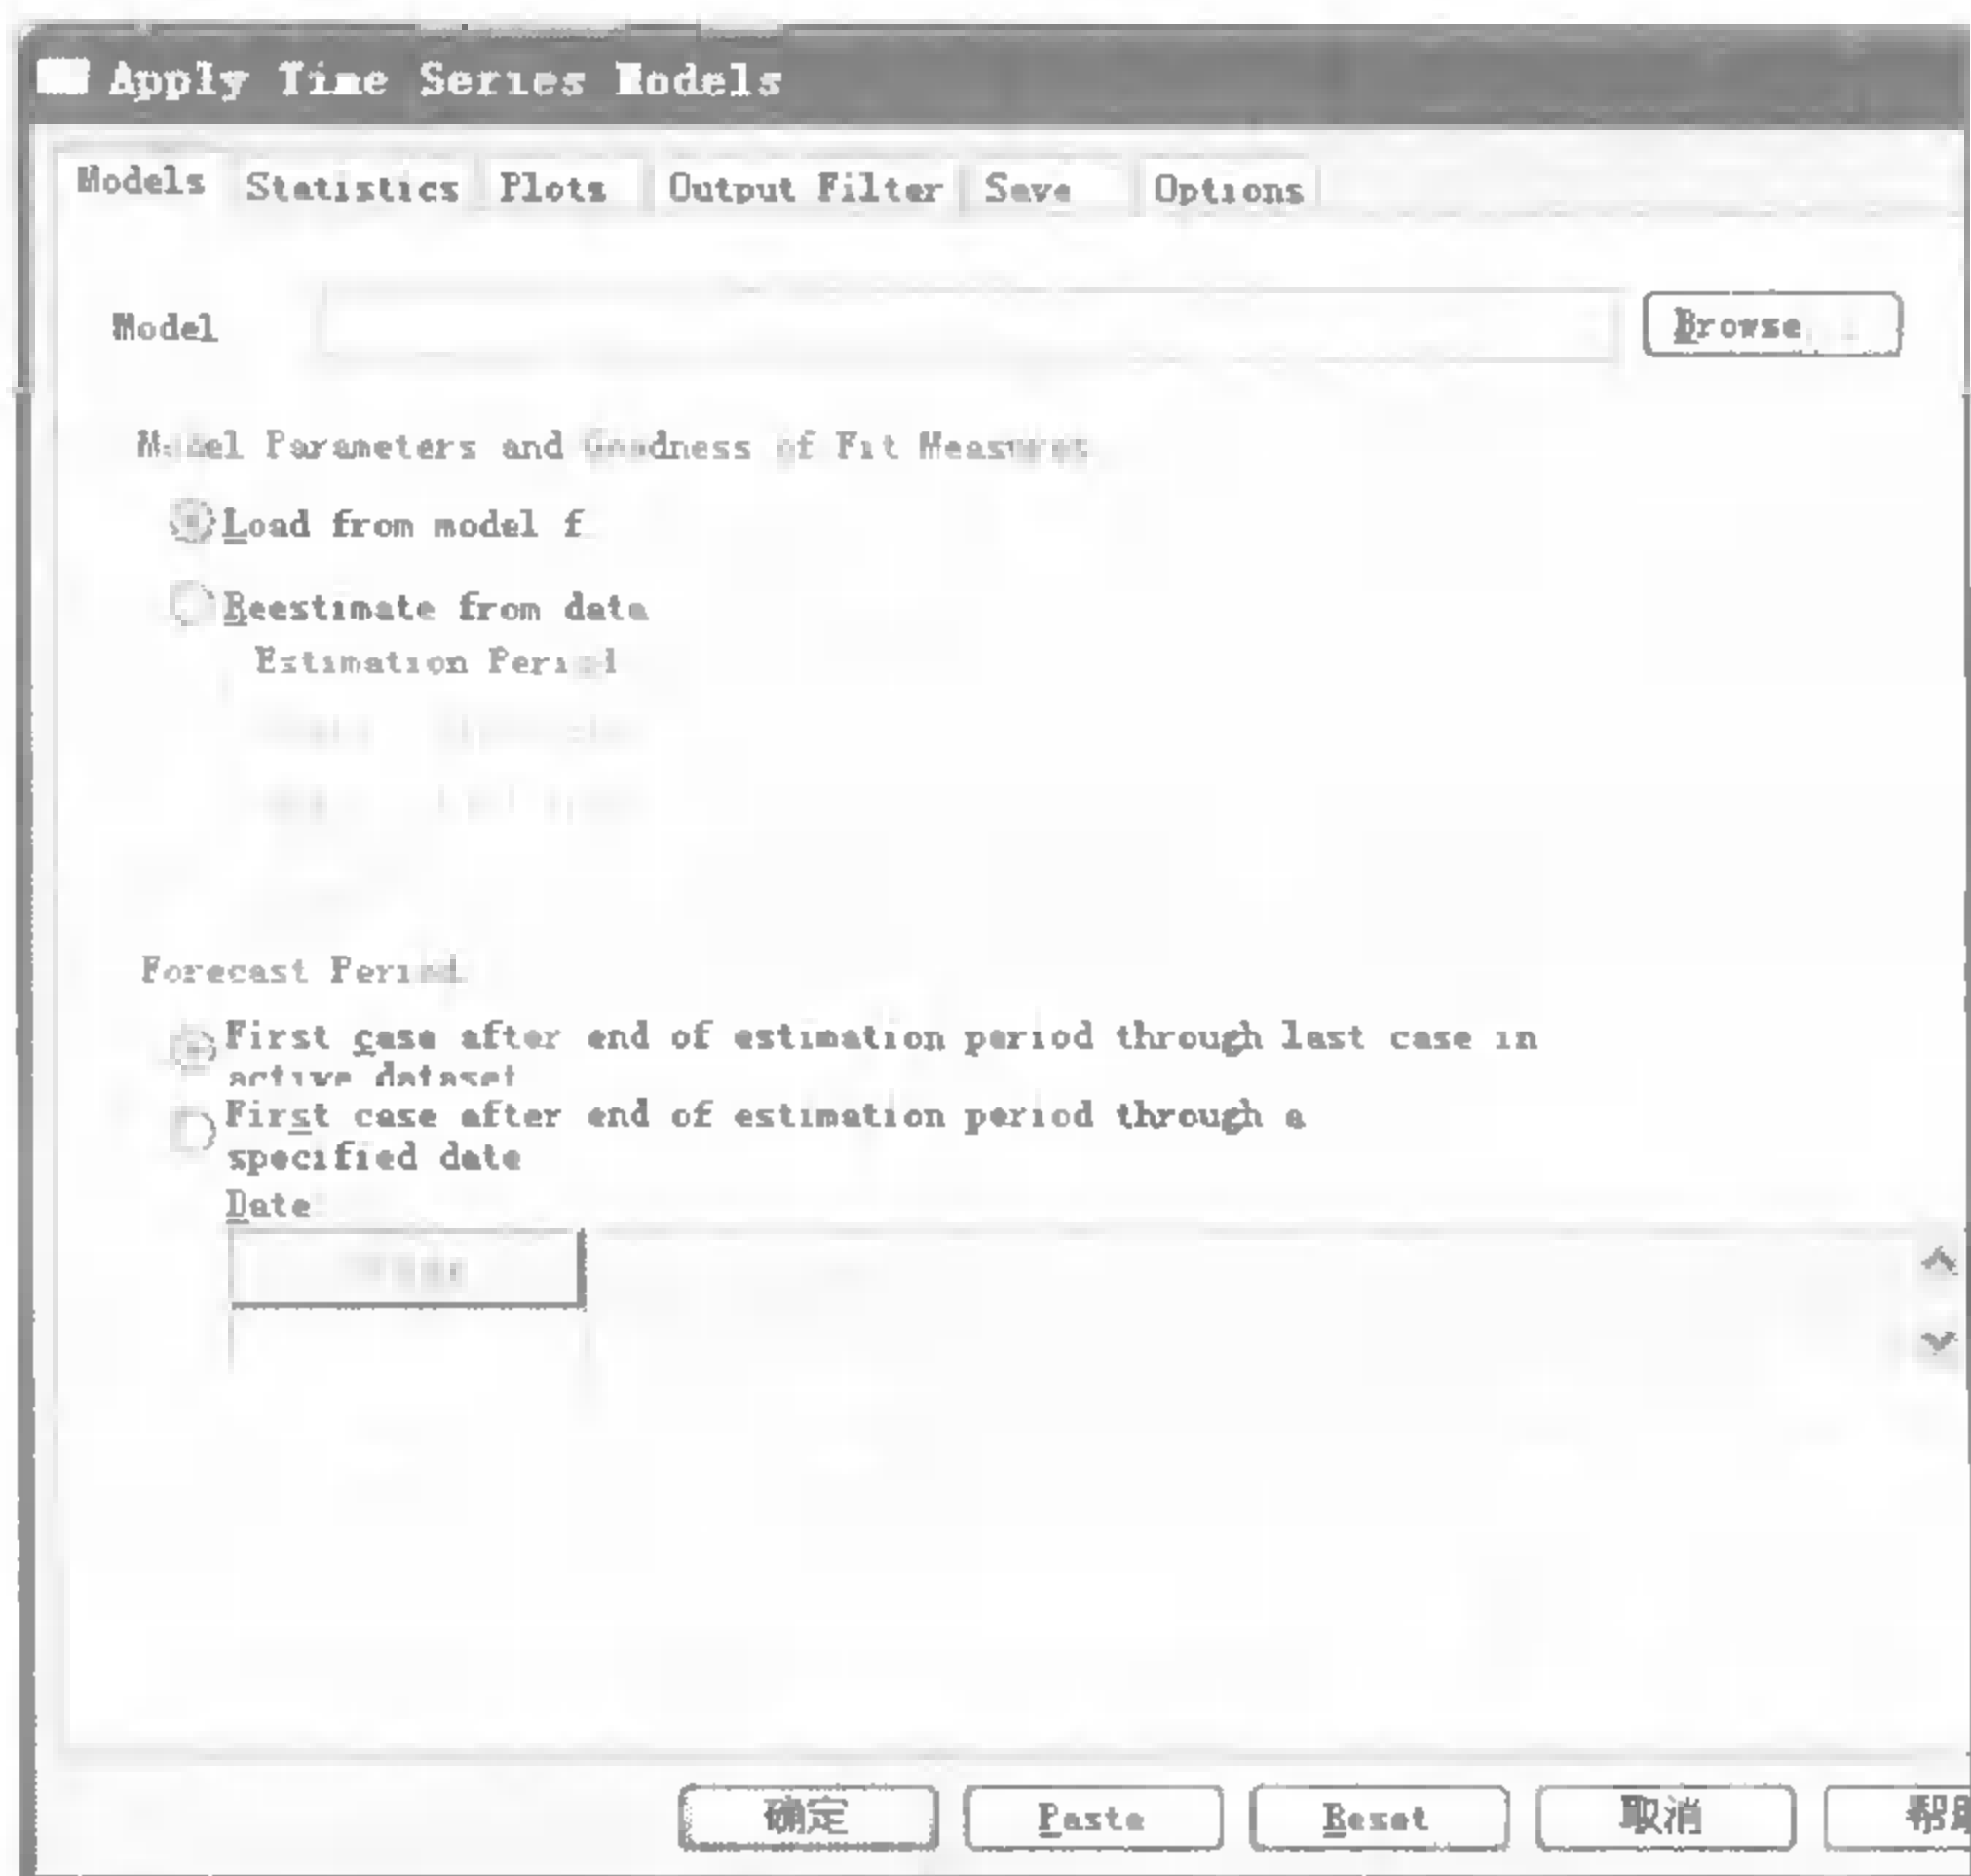 Apply Time Series Models
Models Statistics Plots Output Filter Save Options
Model Browse
Model Parameters and Goodness of Fit Measures
Load from model f
Reestimate from data
Estimation Period
Forecast Period
First case after end of estimation period through last case in
active dataset
First case after end of estimation period through a
specified date
Date
确定 Paste Reset 取消